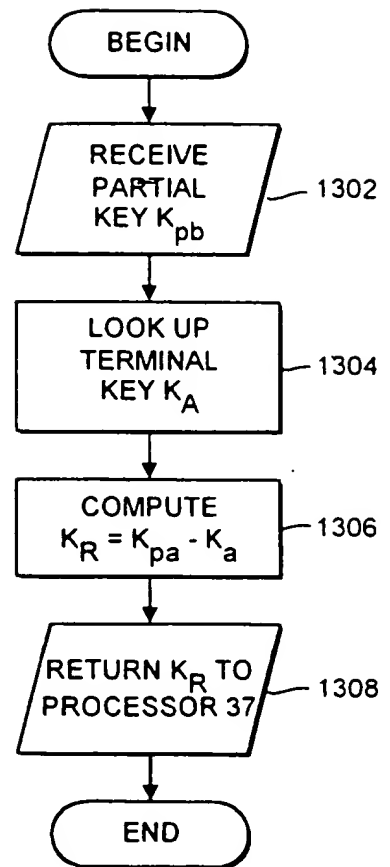 BEGIN
RECEIVE
PARTIAL
KEY K_pb
1302
LOOK UP
TERMINAL
KEY K_A
1304
COMPUTE
K_R = K_pa - K_a
1306
RETURN K_R TO
PROCESSOR 37
1308
END